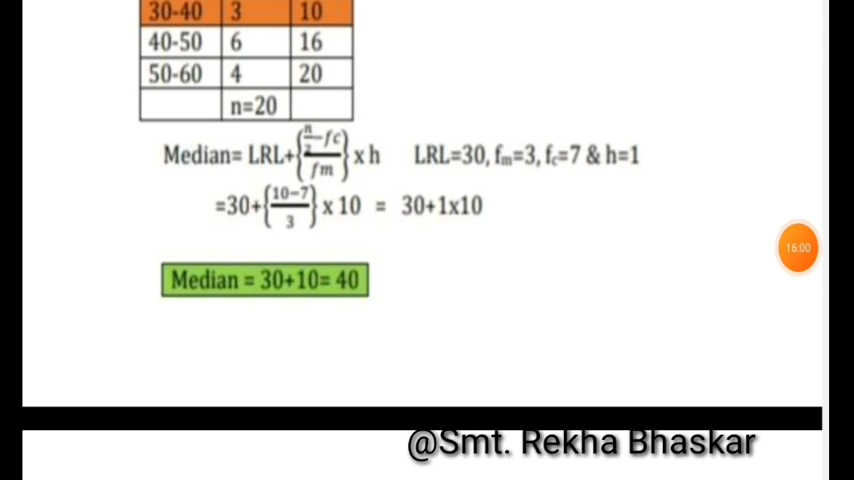 30-40 3 10
40-50 6 16
50-60 4 20
n=20
Median= LRL+{(n/2−fc)/fm} x h LRL=30, fm=3, fc=7 & h=1
=30+{(10−7)/3} x 10 = 30+1x10
16:00
Median = 30+10= 40
@Smt. Rekha Bhaskar